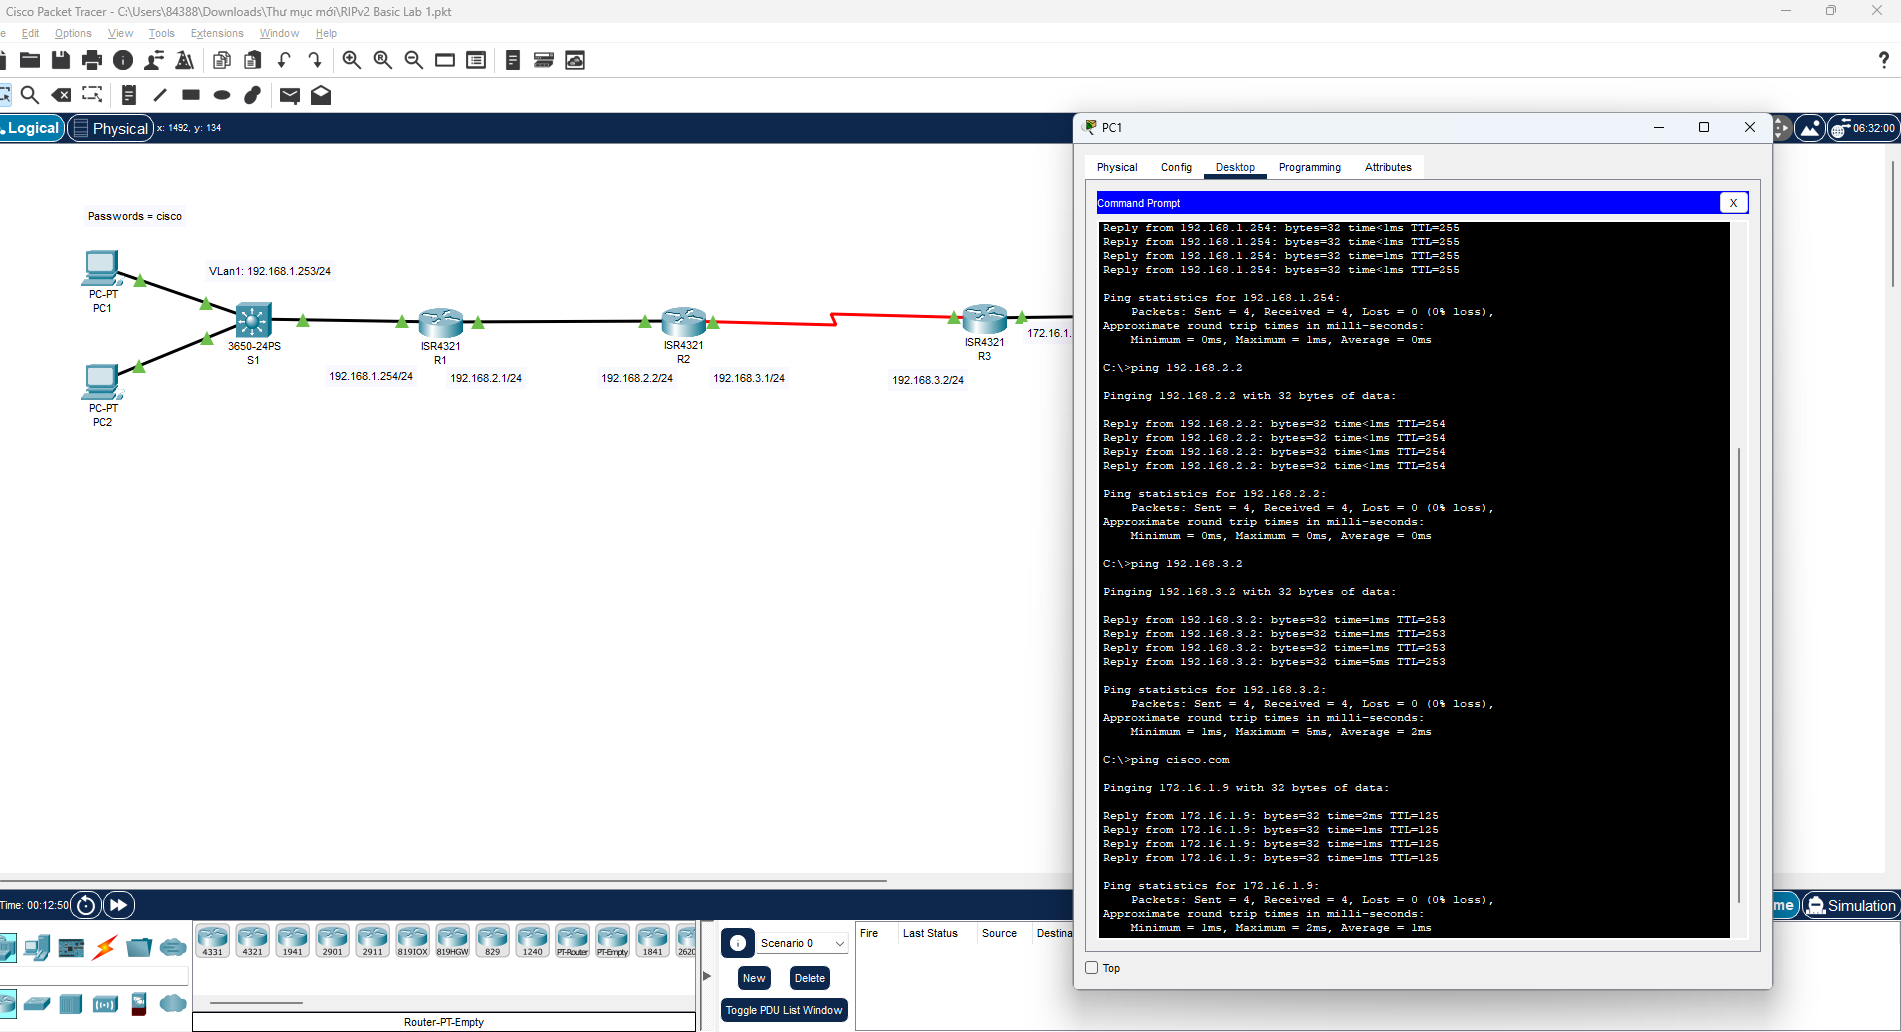 Cisco Packet Tracer - C:\Users\84388\Downloads\Thư mục mới\RIPv2 Basic Lab 1.pkt
e Edit Options View Tools Extensions Window Help
?
Logical Physical x: 1492, y: 134
06:32:00
Passwords = cisco
PC-PT
PC1
VLan1: 192.168.1.253/24
3650-24PS
S1
PC-PT
PC2
ISR4321
R1
192.168.1.254/24
192.168.2.1/24
ISR4321
R2
192.168.2.2/24
192.168.3.1/24
ISR4321
R3
192.168.3.2/24
172.16.1.
PC1
Physical Config Desktop Programming Attributes
Command Prompt
X
Reply from 192.168.1.254: bytes=32 time<1ms TTL=255
Reply from 192.168.1.254: bytes=32 time<1ms TTL=255
Reply from 192.168.1.254: bytes=32 time=1ms TTL=255
Reply from 192.168.1.254: bytes=32 time<1ms TTL=255
Ping statistics for 192.168.1.254:
Packets: Sent = 4, Received = 4, Lost = 0 (0% loss),
Approximate round trip times in milli-seconds:
Minimum = 0ms, Maximum = 1ms, Average = 0ms
C:\>ping 192.168.2.2
Pinging 192.168.2.2 with 32 bytes of data:
Reply from 192.168.2.2: bytes=32 time<1ms TTL=254
Reply from 192.168.2.2: bytes=32 time<1ms TTL=254
Reply from 192.168.2.2: bytes=32 time<1ms TTL=254
Reply from 192.168.2.2: bytes=32 time<1ms TTL=254
Ping statistics for 192.168.2.2:
Packets: Sent = 4, Received = 4, Lost = 0 (0% loss),
Approximate round trip times in milli-seconds:
Minimum = 0ms, Maximum = 0ms, Average = 0ms
C:\>ping 192.168.3.2
Pinging 192.168.3.2 with 32 bytes of data:
Reply from 192.168.3.2: bytes=32 time=1ms TTL=253
Reply from 192.168.3.2: bytes=32 time=1ms TTL=253
Reply from 192.168.3.2: bytes=32 time=1ms TTL=253
Reply from 192.168.3.2: bytes=32 time=5ms TTL=253
Ping statistics for 192.168.3.2:
Packets: Sent = 4, Received = 4, Lost = 0 (0% loss),
Approximate round trip times in milli-seconds:
Minimum = 1ms, Maximum = 5ms, Average = 2ms
C:\>ping cisco.com
Pinging 172.16.1.9 with 32 bytes of data:
Reply from 172.16.1.9: bytes=32 time=2ms TTL=125
Reply from 172.16.1.9: bytes=32 time=1ms TTL=125
Reply from 172.16.1.9: bytes=32 time=1ms TTL=125
Reply from 172.16.1.9: bytes=32 time=1ms TTL=125
Ping statistics for 172.16.1.9:
Packets: Sent = 4, Received = 4, Lost = 0 (0% loss),
Approximate round trip times in milli-seconds:
Minimum = 1ms, Maximum = 2ms, Average = 1ms
Top
Time: 00:12:50
me Simulation
4331 4321 1941 2901 2911 819IOX 819HGW 829 1240 PT-Router PT-Empty 1841 2620
Router-PT-Empty
Scenario 0
New Delete
Toggle PDU List Window
Fire Last Status Source Destina